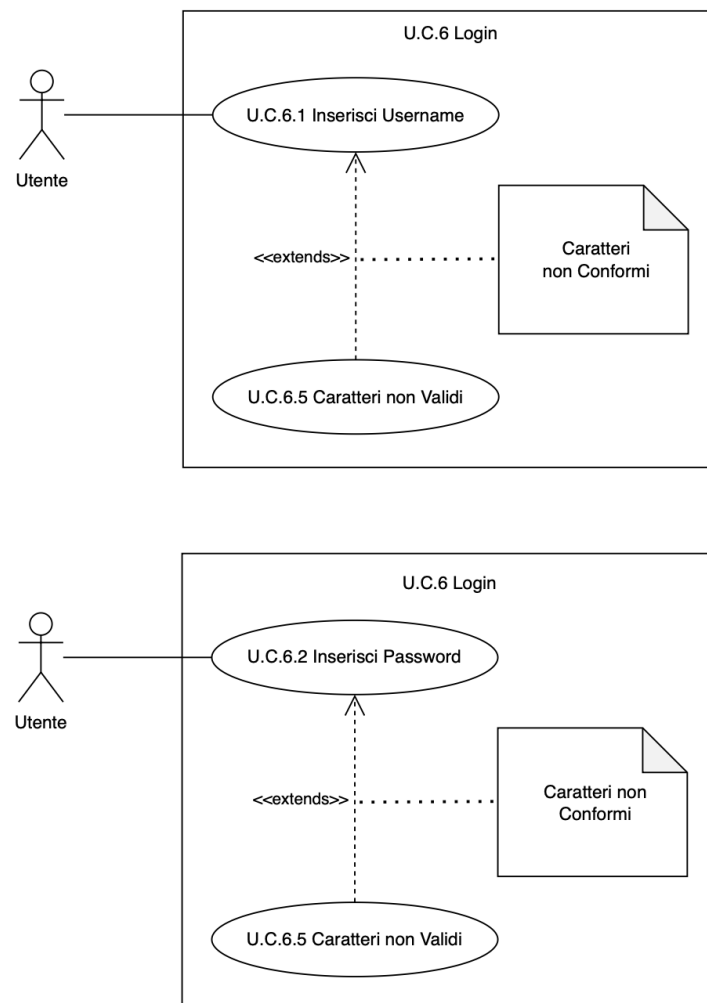 U.C.6 Login
U.C.6.1 Inserisci Username
Utente
Caratteri
non Conformi
<<extends>>
U.C.6.5 Caratteri non Validi
U.C.6 Login
U.C.6.2 Inserisci Password
Utente
Caratteri non
Conformi
<<extends>>
U.C.6.5 Caratteri non Validi